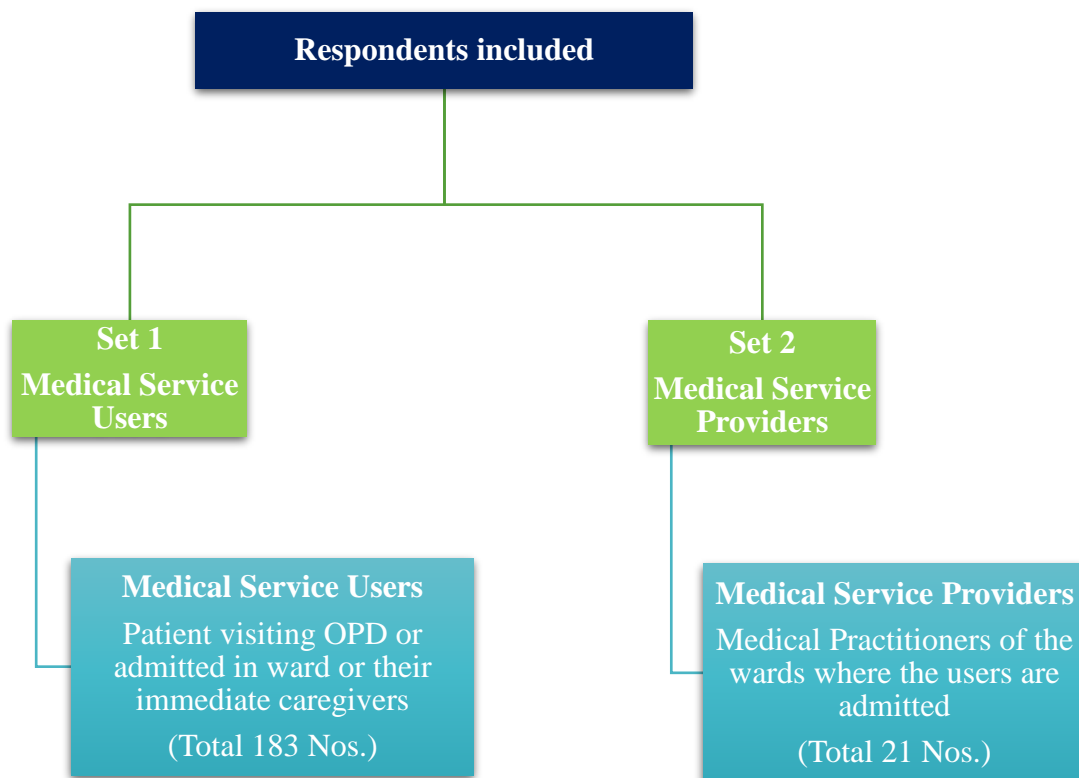 Respondents included
Set 1
Medical Service
Users
Set 2
Medical Service
Providers
Medical Service Users
Patient visiting OPD or
admitted in ward or their
immediate caregivers
(Total 183 Nos.)
Medical Service Providers
Medical Practitioners of the
wards where the users are
admitted
(Total 21 Nos.)